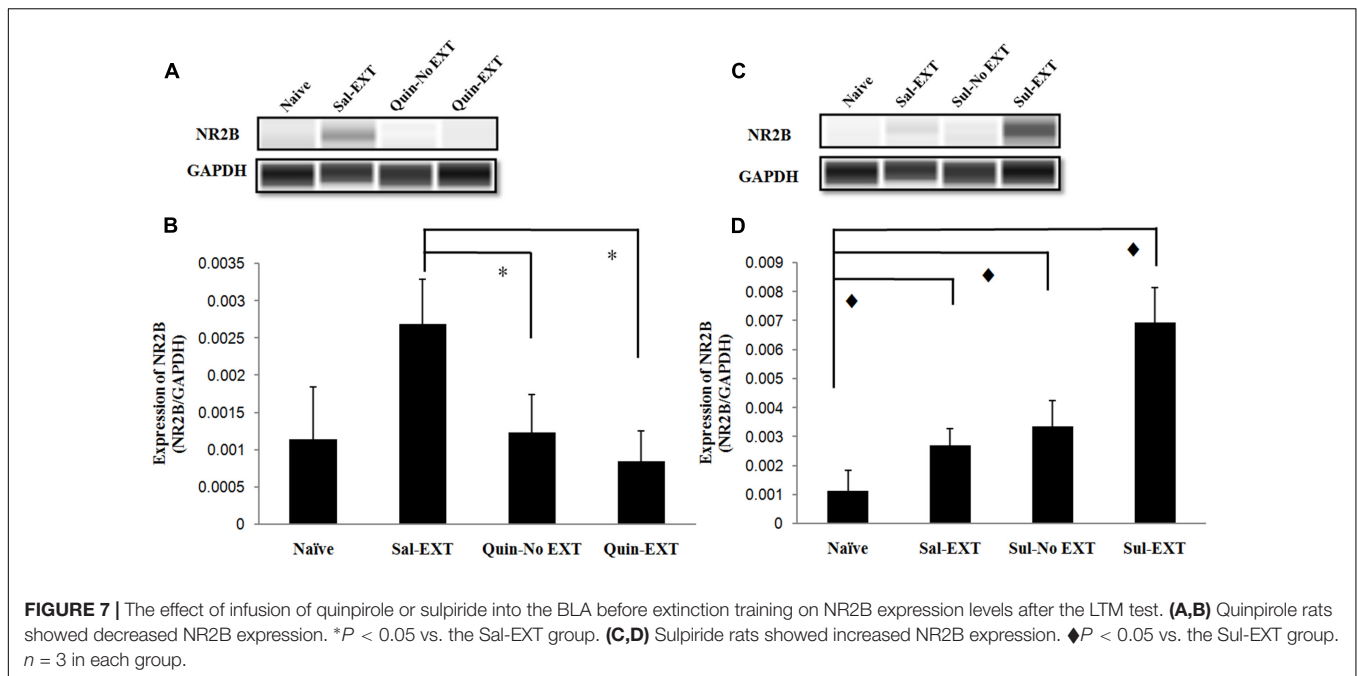 A
Naive Sal-EXT Quin-No EXT Quin-EXT
NR2B
GAPDH
B
Expression of NR2B
(NR2B/GAPDH)
0.0035
0.003
0.0025
0.002
0.0015
0.001
0.0005
0
* *
Naïve Sal-EXT Quin-No EXT Quin-EXT
C
Naive Sal-EXT Sul-No EXT Sul-EXT
NR2B
GAPDH
D
Expression of NR2B
(NR2B/GAPDH)
0.009
0.008
0.007
0.006
0.005
0.004
0.003
0.002
0.001
0
♦ ♦ ♦
Naïve Sal-EXT Sul-No EXT Sul-EXT
FIGURE 7 | The effect of infusion of quinpirole or sulpiride into the BLA before extinction training on NR2B expression levels after the LTM test. (A,B) Quinpirole rats
showed decreased NR2B expression. *P < 0.05 vs. the Sal-EXT group. (C,D) Sulpiride rats showed increased NR2B expression. ♦P < 0.05 vs. the Sul-EXT group.
n = 3 in each group.